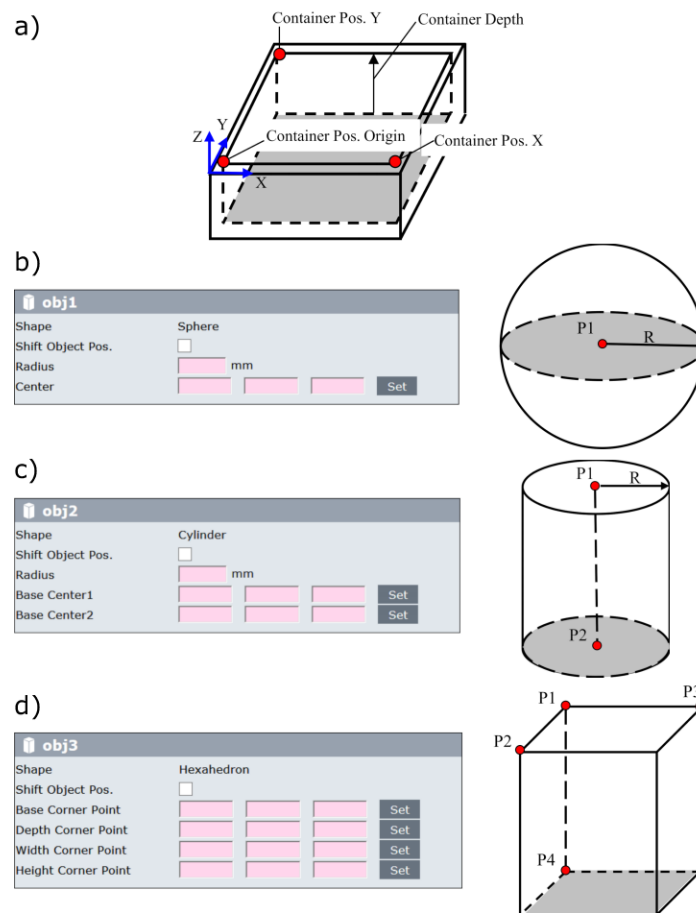 a)
Container Pos. Y
Container Depth
Y
Z
Container Pos. Origin
Container Pos. X
X
b)
obj1
Shape Sphere
Shift Object Pos.
Radius mm
Center Set
P1
R
c)
obj2
Shape Cylinder
Shift Object Pos.
Radius mm
Base Center1 Set
Base Center2 Set
P1
R
P2
d)
obj3
Shape Hexahedron
Shift Object Pos.
Base Corner Point Set
Depth Corner Point Set
Width Corner Point Set
Height Corner Point Set
P1
P3
P2
P4